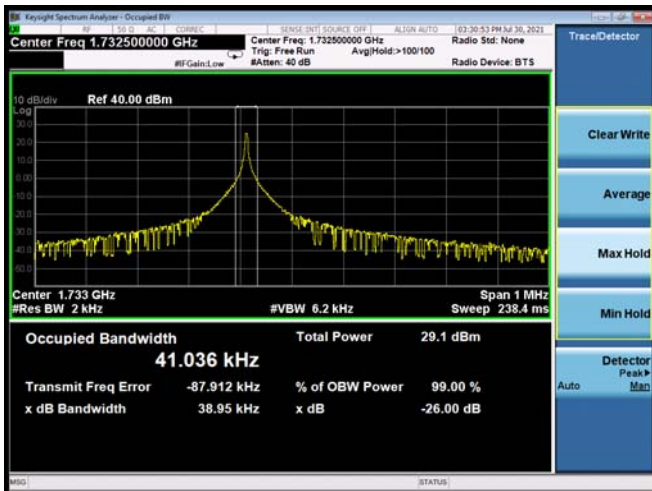 Keysight Spectrum Analyzer - Occupied BW
RF 50 Ω AC CORREC SENSE:INT SOURCE OFF ALIGN AUTO 03:30:53 PM Jul 30, 2021
Center Freq 1.732500000 GHz
Center Freq: 1.732500000 GHz
Radio Std: None
Trig: Free Run Avg|Hold:>100/100
#IFGain:Low #Atten: 40 dB Radio Device: BTS
Trace/Detector
10 dB/div Ref 40.00 dBm
Log
30.0
20.0
10.0
0.00
-10.0
-20.0
-30.0
-40.0
-50.0
Center 1.733 GHz Span 1 MHz
#Res BW 2 kHz #VBW 6.2 kHz Sweep 238.4 ms
Clear Write
Average
Max Hold
Min Hold
Detector
Peak▶
Auto Man
Occupied Bandwidth Total Power 29.1 dBm
41.036 kHz
Transmit Freq Error -87.912 kHz % of OBW Power 99.00 %
x dB Bandwidth 38.95 kHz x dB -26.00 dB
MSG STATUS